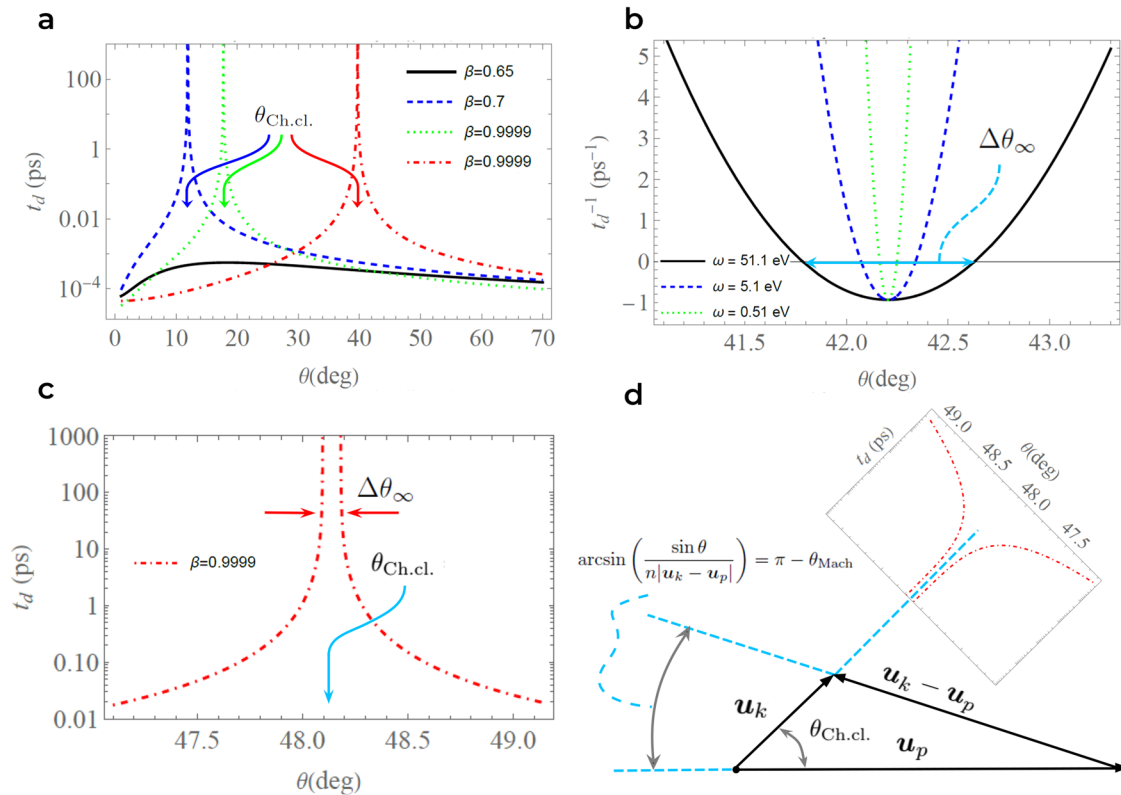 a
t_d (ps)
100
1
0.01
10⁻⁴
0
10
20
30
40
50
60
70
θ(deg)
θ_Ch.cl.
β=0.65
β=0.7
β=0.9999
β=0.9999
b
t_d⁻¹ (ps⁻¹)
5
4
3
2
1
0
−1
41.5
42.0
42.5
43.0
θ(deg)
Δθ_∞
ω = 51.1 eV
ω = 5.1 eV
ω = 0.51 eV
c
t_d (ps)
1000
100
10
1
0.10
0.01
47.5
48.0
48.5
49.0
θ(deg)
Δθ_∞
β=0.9999
θ_Ch.cl.
d
t_d (ps)
49.0
48.5
48.0
47.5
θ(deg)
arcsin(sin θ / n|u_k − u_p|) = π − θ_Mach
u_k
u_k − u_p
θ_Ch.cl.
u_p